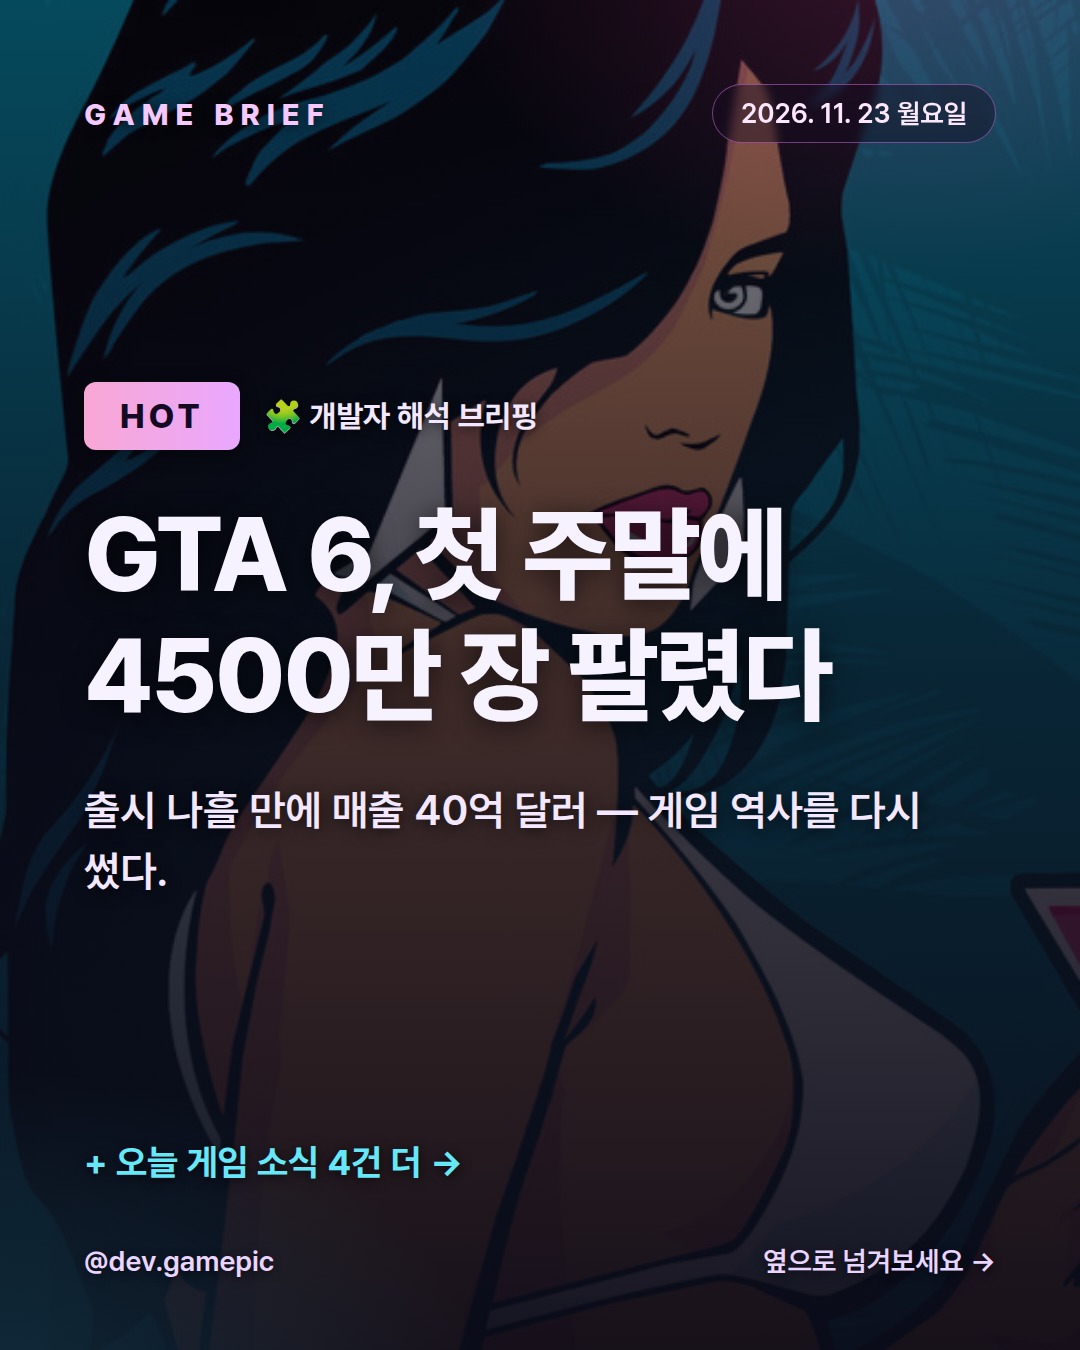 GAME BRIEF
2026. 11. 23 월요일
HOT
🧩 개발자 해석 브리핑
GTA 6, 첫 주말에
4500만 장 팔렸다
출시 나흘 만에 매출 40억 달러 — 게임 역사를 다시
썼다.
+ 오늘 게임 소식 4건 더 →
@dev.gamepic
옆으로 넘겨보세요 →